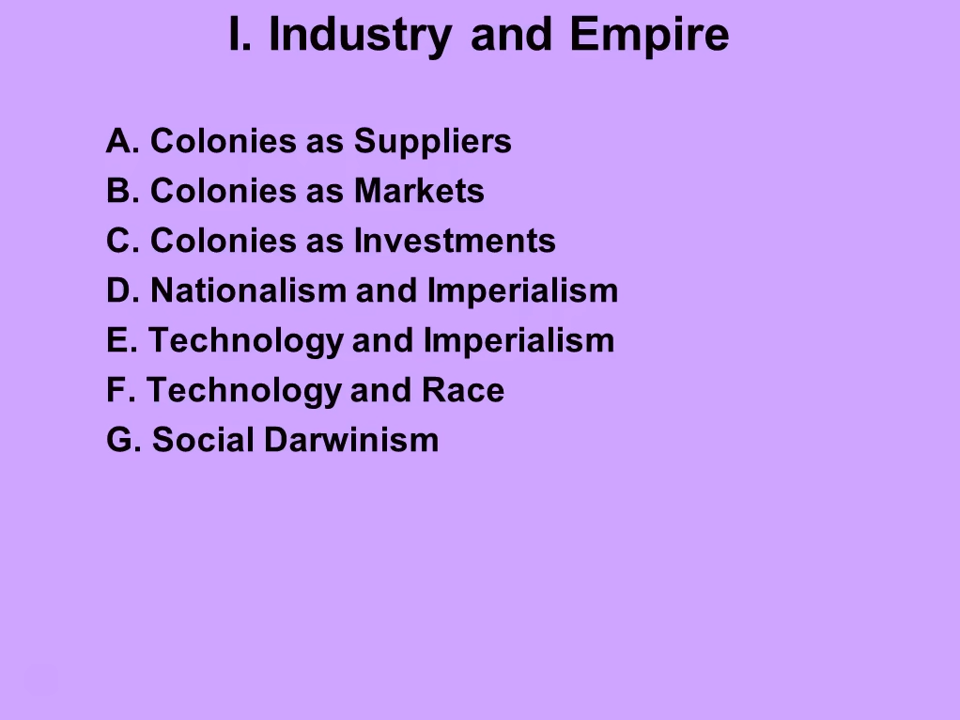 I. Industry and Empire
A. Colonies as Suppliers
B. Colonies as Markets
C. Colonies as Investments
D. Nationalism and Imperialism
E. Technology and Imperialism
F. Technology and Race
G. Social Darwinism